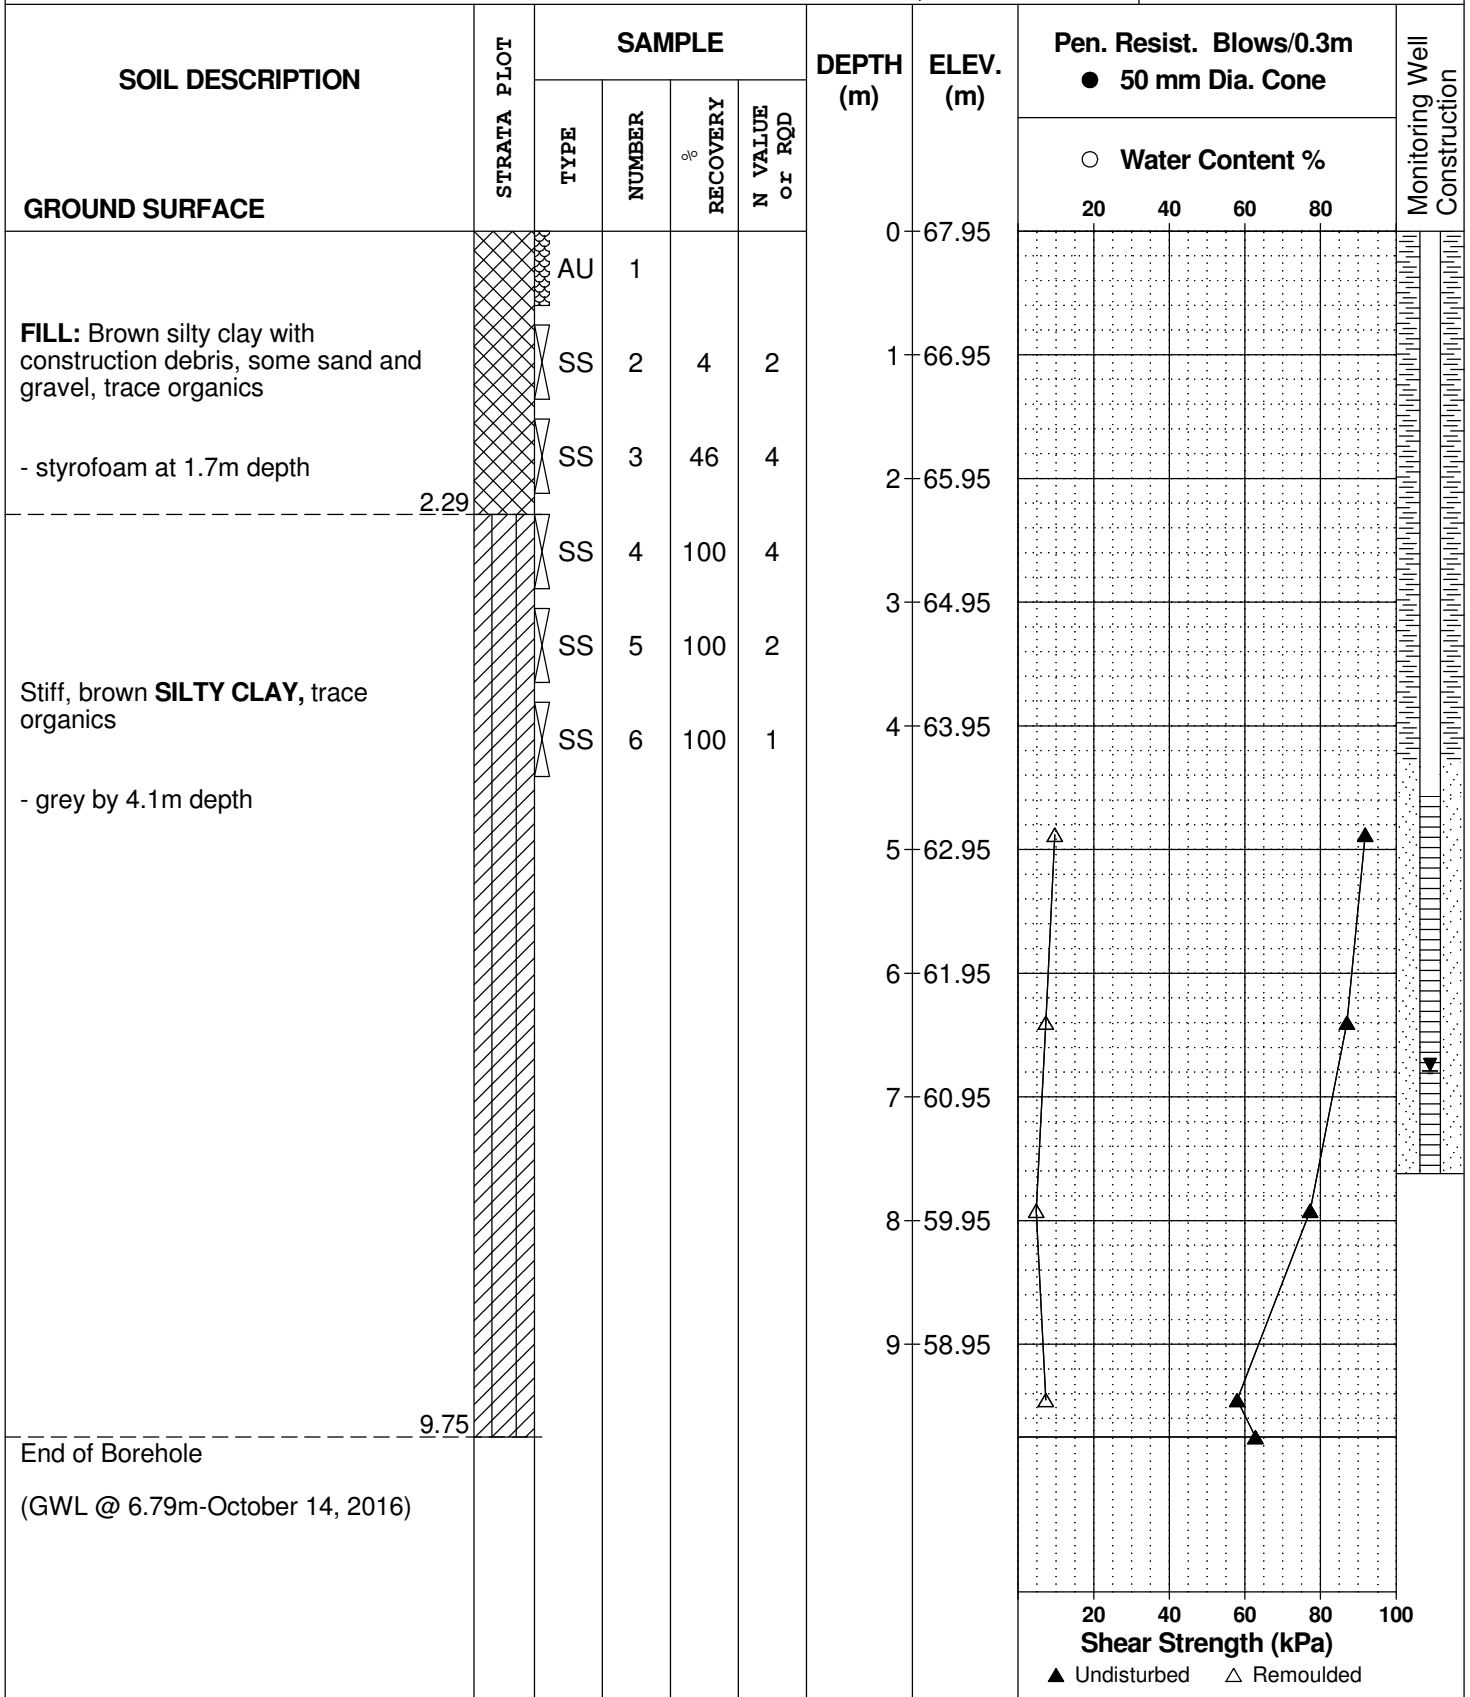 SOIL DESCRIPTION
GROUND SURFACE
STRATA PLOT
SAMPLE
TYPE
NUMBER
%
RECOVERY
N VALUE
or RQD
DEPTH
(m)
ELEV.
(m)
Pen. Resist. Blows/0.3m
● 50 mm Dia. Cone
○ Water Content %
20 40 60 80
Monitoring Well
Construction
0 67.95
AU 1
FILL: Brown silty clay with
construction debris, some sand and
gravel, trace organics
SS 2 4 2
1 66.95
- styrofoam at 1.7m depth
SS 3 46 4
2 65.95
2.29
SS 4 100 4
3 64.95
SS 5 100 2
Stiff, brown SILTY CLAY, trace
organics
SS 6 100 1
4 63.95
- grey by 4.1m depth
5 62.95
6 61.95
7 60.95
8 59.95
9 58.95
9.75
End of Borehole
(GWL @ 6.79m-October 14, 2016)
20 40 60 80 100
Shear Strength (kPa)
▲ Undisturbed △ Remoulded